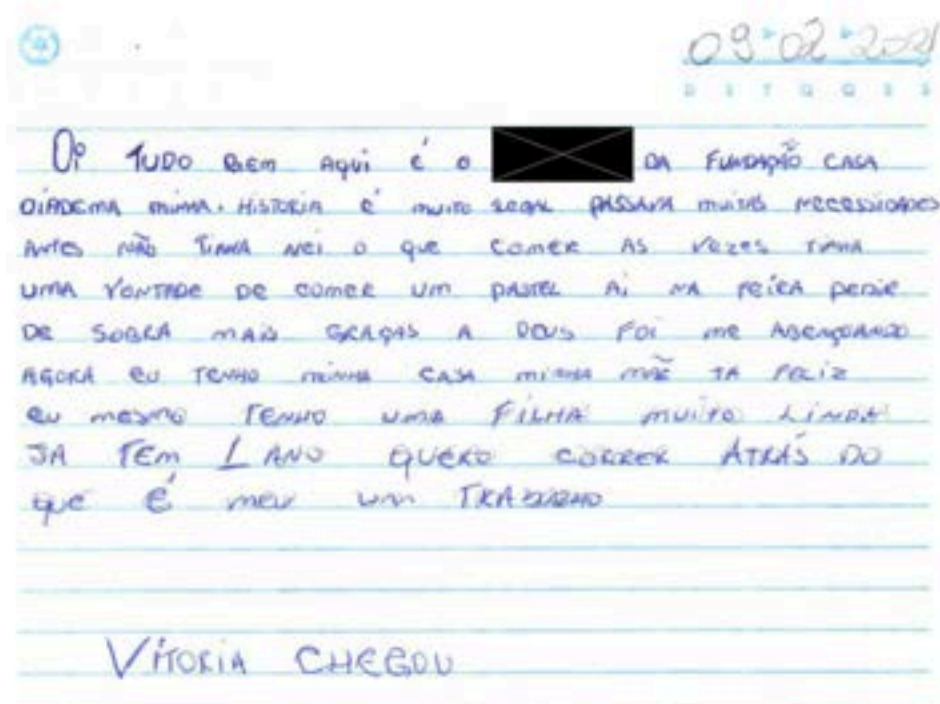 09 02 2021
D S T Q Q S S
Oi TUDO BEM AQUI é o DA FUNDAÇÃO CASA
DIADEMA MINHA. HISTORIA É MUITO LEGAL PASSAVA MUITAS NECESSIDADES
ANTES NÃO TINHA NEI O QUE COMER AS VEZES TINHA
UMA VONTADE DE COMER UM PASTEL AI NA FEIRA PEDIR
DE SOBRA MAIS GRAÇAS A DEUS FOI ME ABENÇOANDO
AGORA EU TENHO MINHA CASA MINHA MÃE TA FELIZ
EU MESMO TENHO UMA FILHA MUITO LINDA
JA TEM 1 ANO QUERO CORRER ATRÁS DO
QUE É MEU UM TRABALHO
VITORIA CHEGOU